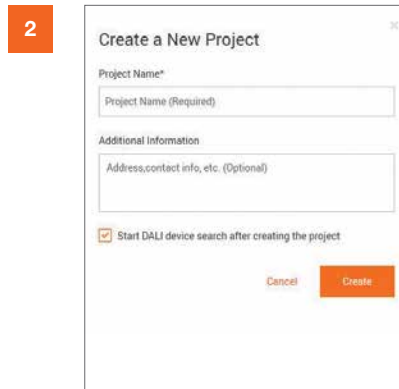 2
Create a New Project
Project Name*
Project Name (Required)
Additional Information
Address,contact info, etc. (Optional)
Start DALI device search after creating the project
Cancel
Create